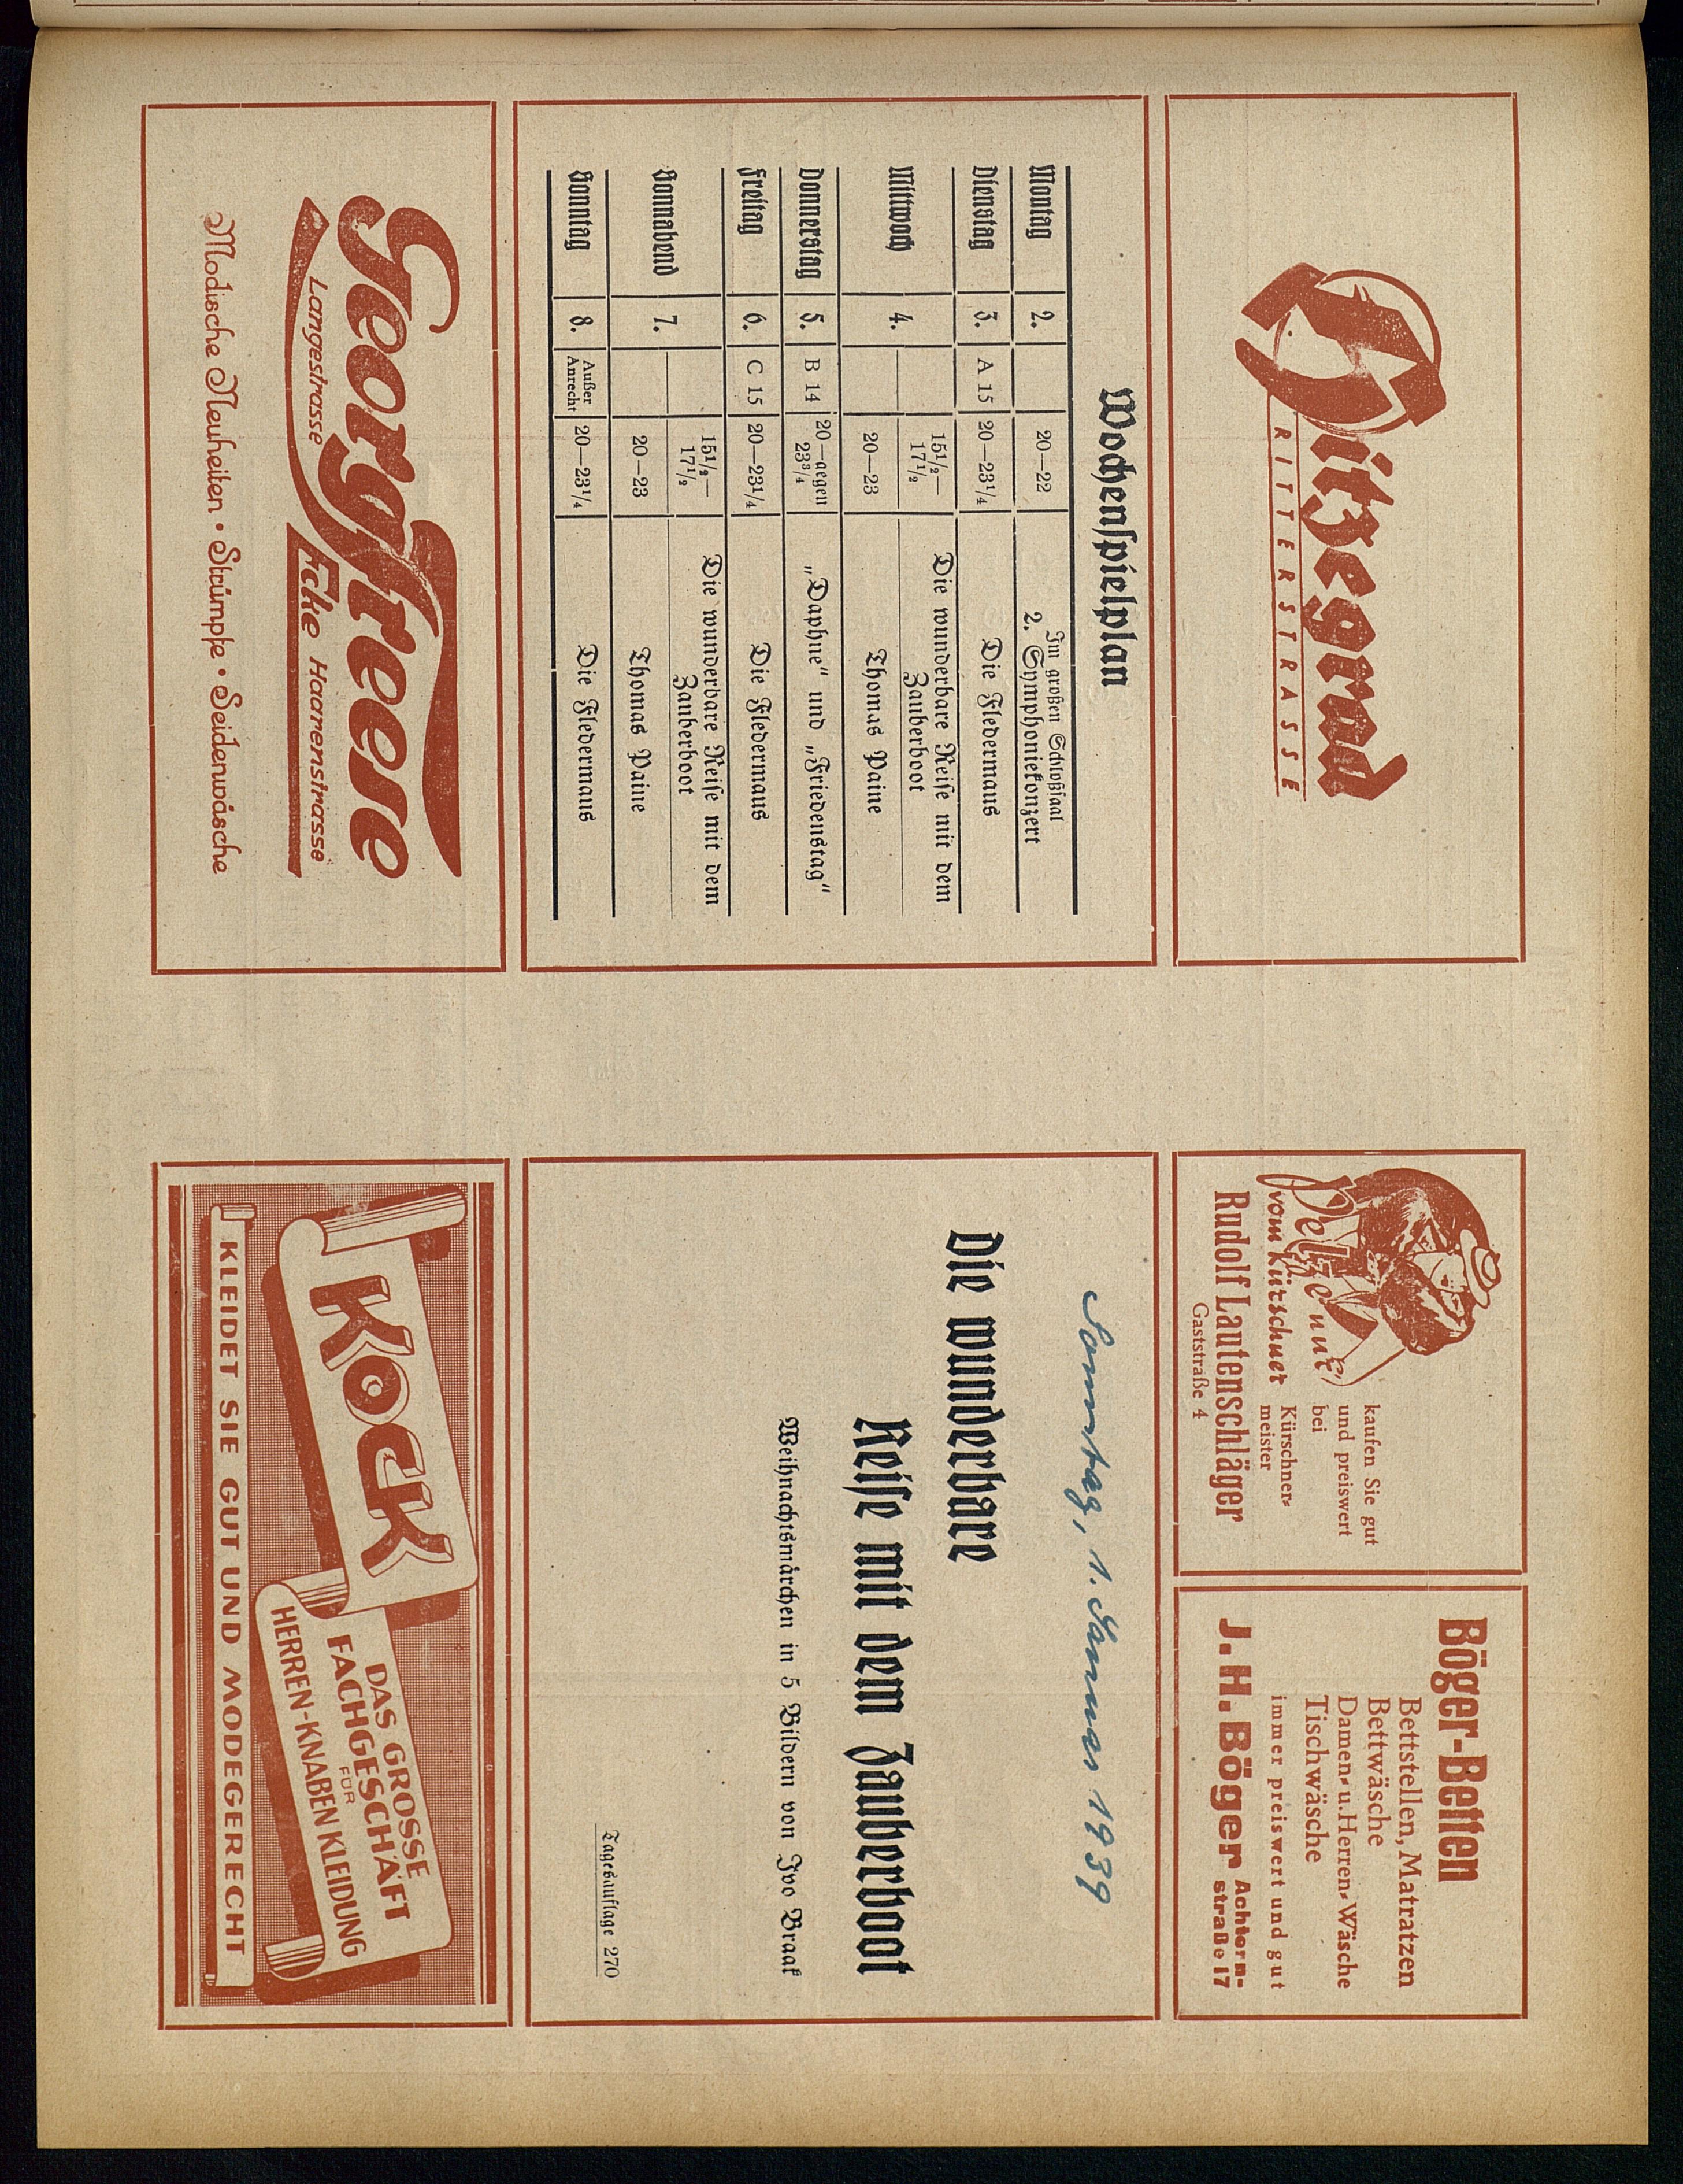 Hitzegrad
RITTERSTRASSE
Wochenspielplan
Montag 2. 20—22 Im großen Schloßsaal
2. Symphoniekonzert
Dienstag 3. A 15 20—23¼ Die Fledermaus
Mittwoch 4. — 15½—17½ Die wunderbare Reise mit dem
Zauberboot
20—23 Thomas Paine
Donnerstag 5. B 14 20—gegen 23¾ „Daphne" und „Friedenstag"
Freitag 6. C 15 20—23¼ Die Fledermaus
Sonnabend 7. — 15½—17½ Die wunderbare Reise mit dem
Zauberboot
20—23 Thomas Paine
Sonntag 8. Außer Anrecht 20—23¼ Die Fledermaus
Georg Freese
Langestrasse Ecke Haarenstrasse
Modische Neuheiten • Strümpfe • Seidenwäsche
Pelze nur
vom Kürschner
kaufen Sie gut
und preiswert
bei
Kürschner-
meister
Rudolf Lautenschläger
Gaststraße 4
Böger-Betten
Bettstellen, Matratzen
Bettwäsche
Damen- u. Herren-Wäsche
Tischwäsche
immer preiswert und gut
J. H. Böger Achtern-
straße 17
Sonntag, 1. Januar 1939
Die wunderbare
Reise mit dem Zauberboot
Weihnachtsmärchen in 5 Bildern von Ivo Braak
Tagesauflage 270
KOCK
DAS GROSSE
FACHGESCHÄFT
FÜR
HERREN-KNABENKLEIDUNG
KLEIDET SIE GUT UND MODEGERECHT